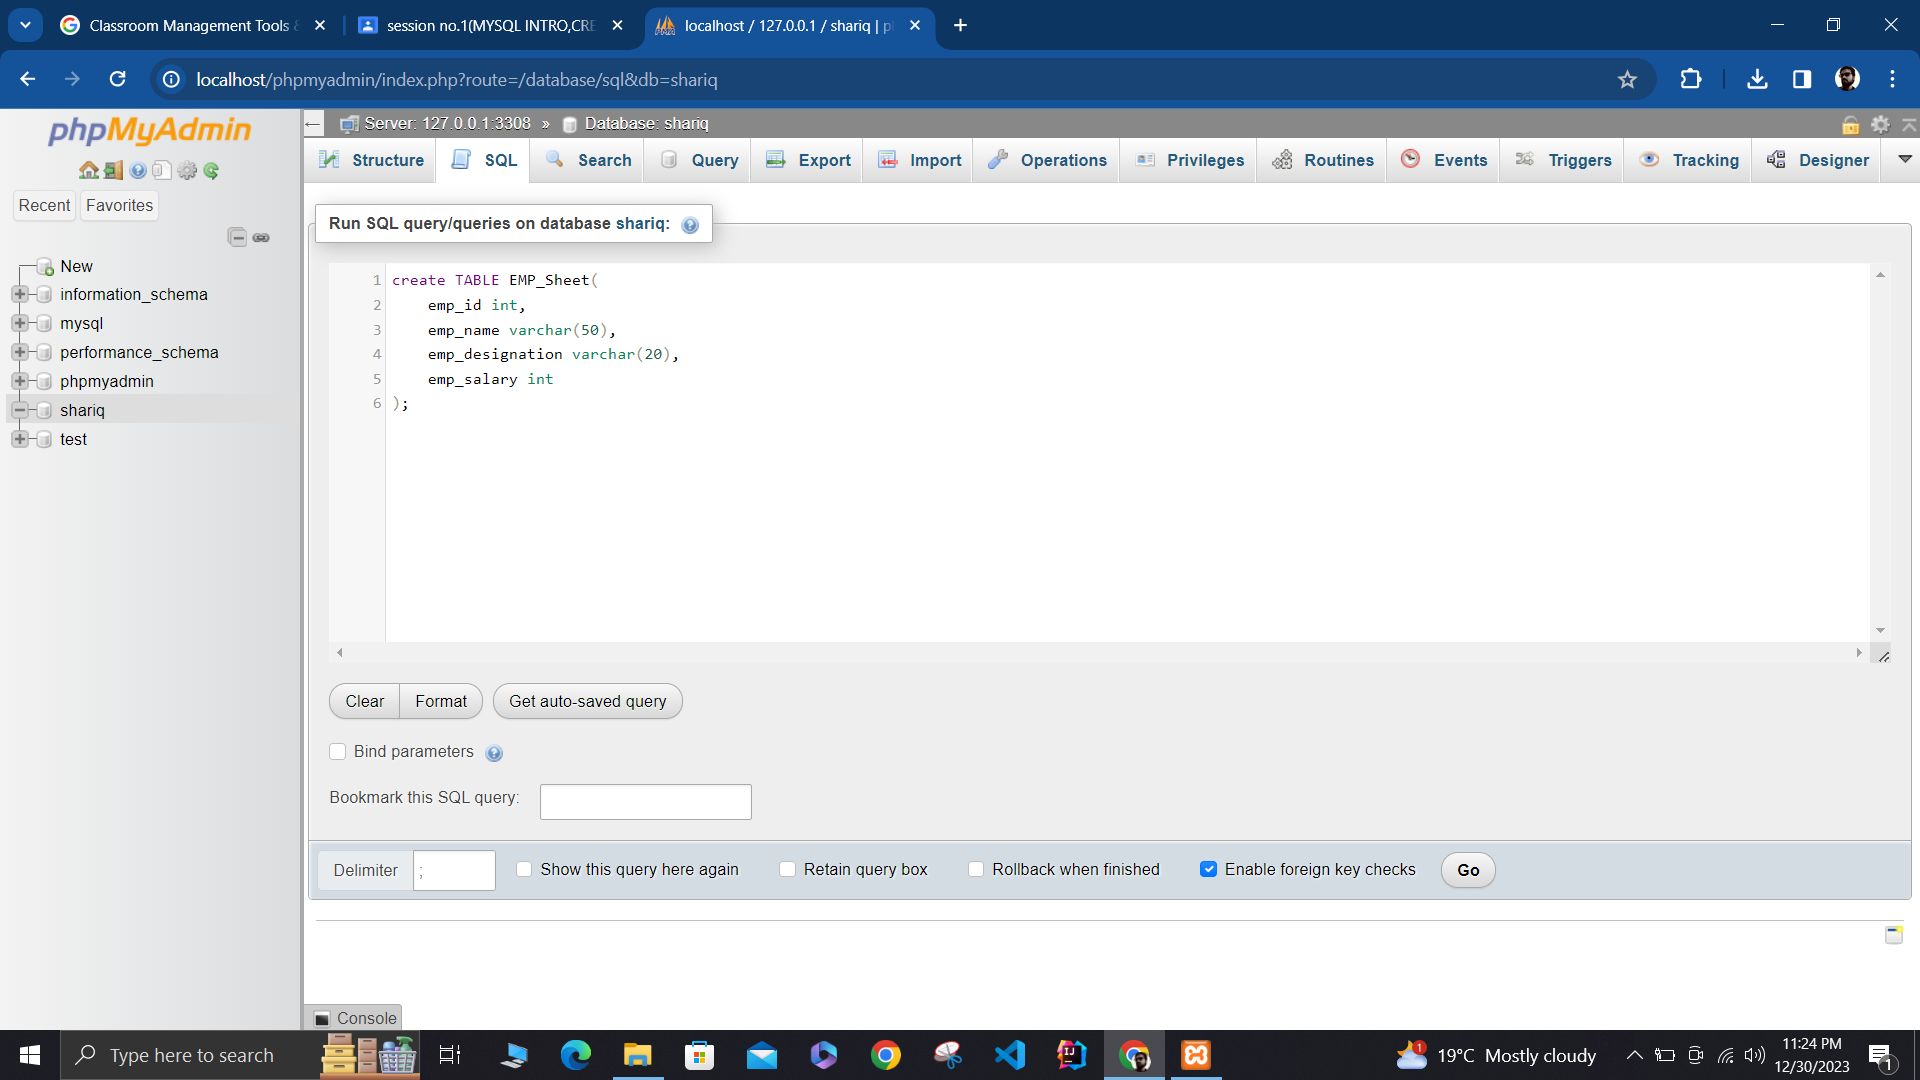 Classroom Management Tools &
session no.1(MYSQL INTRO,CRE
localhost / 127.0.0.1 / shariq | p
localhost/phpmyadmin/index.php?route=/database/sql&db=shariq
phpMyAdmin
Server: 127.0.0.1:3308 » Database: shariq
Structure SQL Search Query Export Import Operations Privileges Routines Events Triggers Tracking Designer
Recent Favorites
Run SQL query/queries on database shariq:
New
information_schema
mysql
performance_schema
phpmyadmin
shariq
test
1 create TABLE EMP_Sheet(
2 emp_id int,
3 emp_name varchar(50),
4 emp_designation varchar(20),
5 emp_salary int
6 );
Clear Format Get auto-saved query
Bind parameters
Bookmark this SQL query:
Delimiter ; Show this query here again Retain query box Rollback when finished Enable foreign key checks Go
Console
Type here to search
1 19°C Mostly cloudy
11:24 PM
12/30/2023
1